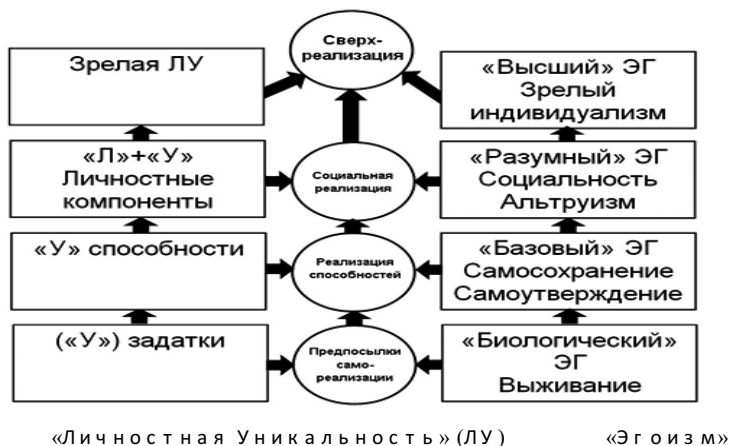 Сверх-
реализация
Зрелая ЛУ
«Высший» ЭГ
Зрелый
индивидуализм
«Л»+«У»
Личностные
компоненты
Социальная
реализация
«Разумный» ЭГ
Социальность
Альтруизм
«У» способности
Реализация
способностей
«Базовый» ЭГ
Самосохранение
Самоутверждение
(«У») задатки
Предпосылки
само-
реализации
«Биологический»
ЭГ
Выживание
«Личностная Уникальность» (ЛУ)
«Эгоизм»